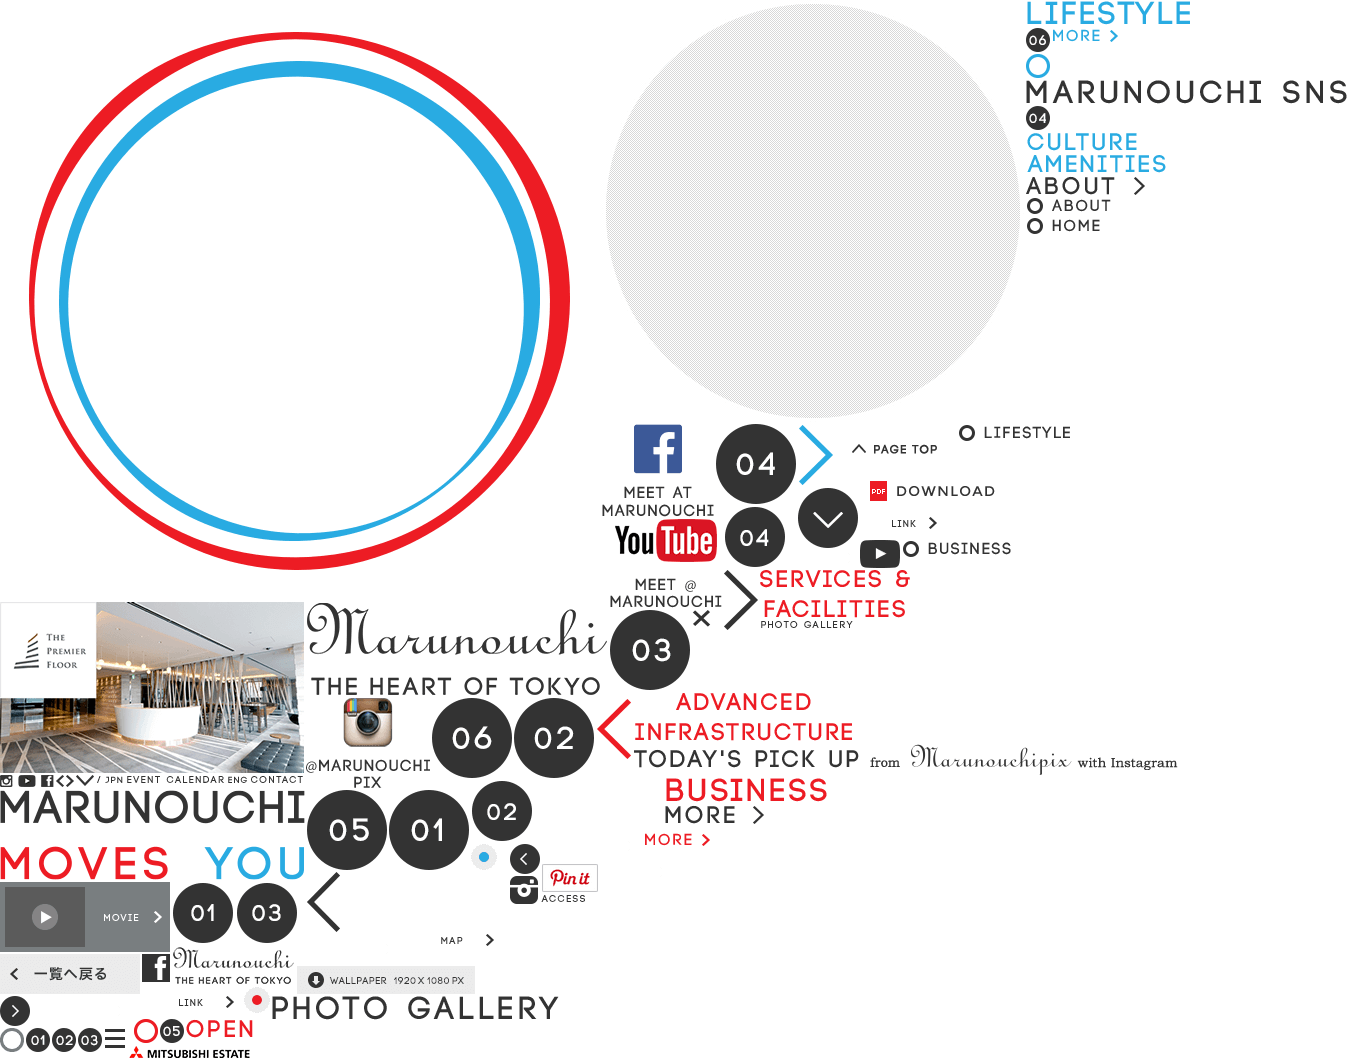 LIFESTYLE
06
MORE
MARUNOUCHI SNS
04
CULTURE
AMENITIES
ABOUT
ABOUT
HOME
LIFESTYLE
04
PAGE TOP
MEET AT
MARUNOUCHI
PDF DOWNLOAD
LINK
YouTube
04
BUSINESS
MEET @
MARUNOUCHI
SERVICES &
FACILITIES
PHOTO GALLERY
THE
PREMIER
FLOOR
Marunouchi
THE HEART OF TOKYO
03
ADVANCED
INFRASTRUCTURE
06
02
TODAY'S PICK UP from Marunouchipix with Instagram
@MARUNOUCHI
PIX
/ JPN EVENT CALENDAR ENG CONTACT
BUSINESS
MORE
MORE
MARUNOUCHI
MOVES YOU
05
01
02
Pin it
ACCESS
MOVIE
01
03
MAP
Marunouchi
THE HEART OF TOKYO
一覧へ戻る
WALLPAPER 1920 X 1080 PX
LINK
PHOTO GALLERY
01
02
03
05
OPEN
MITSUBISHI ESTATE